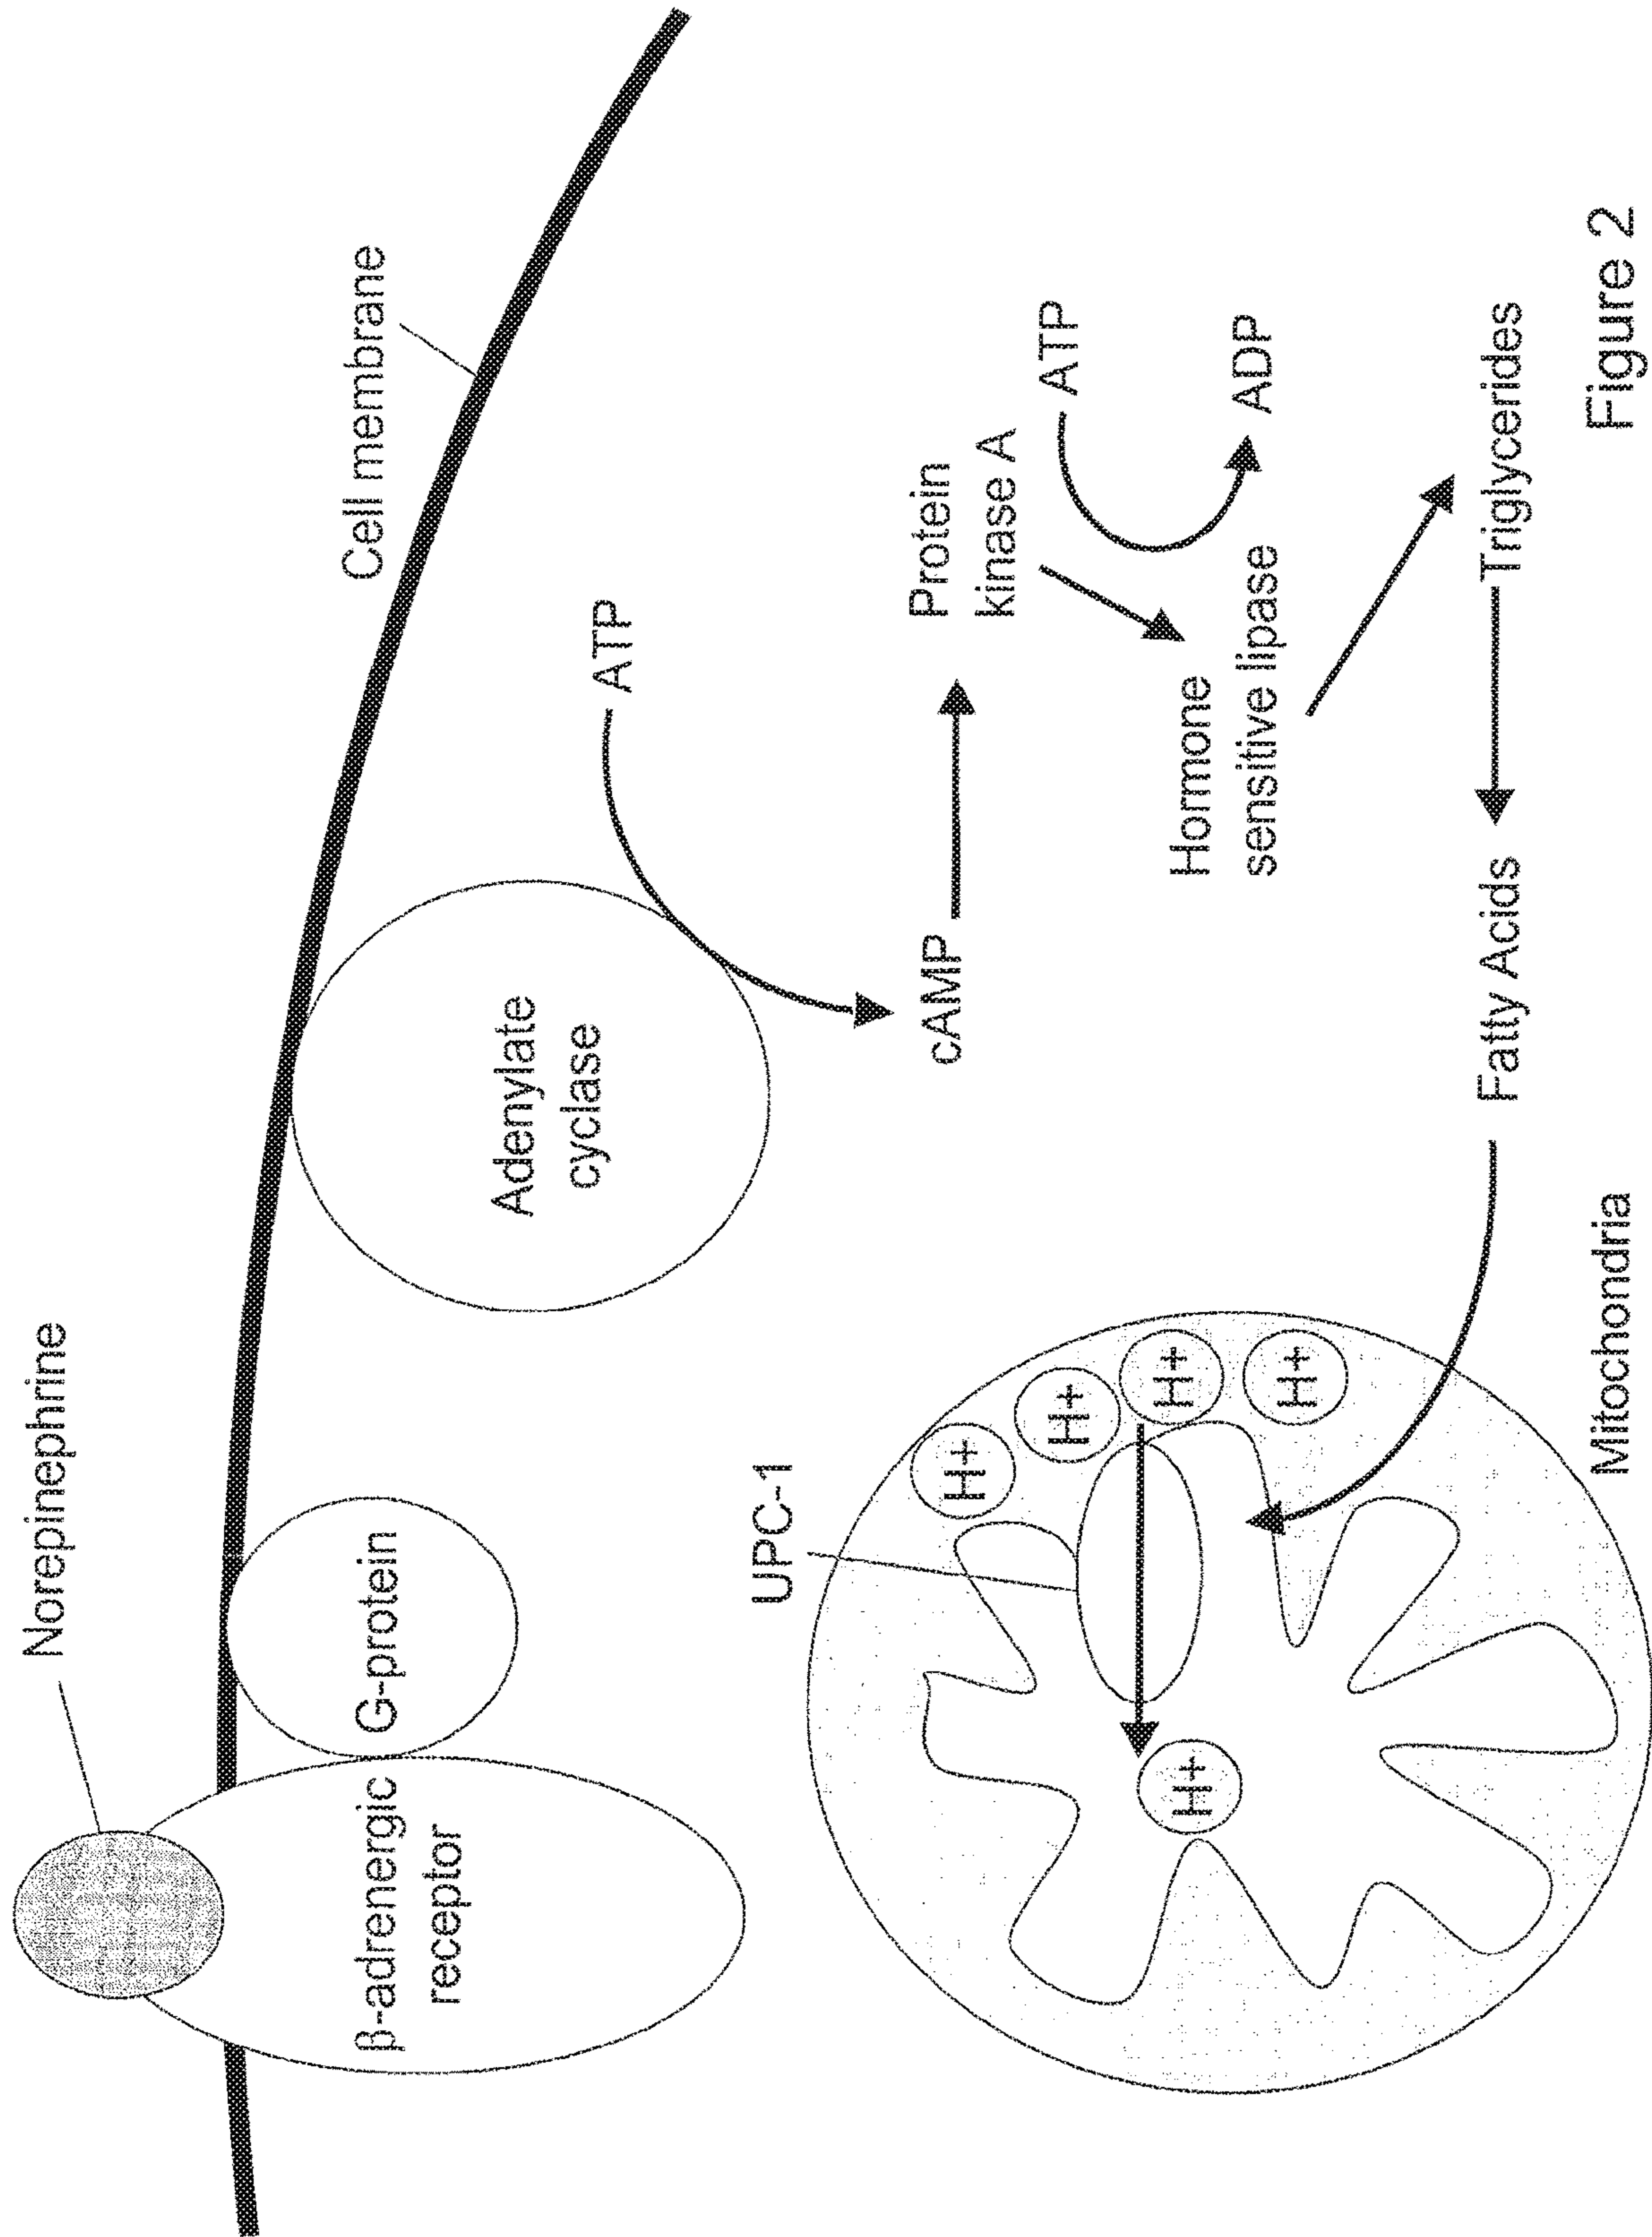 Norepinephrine
Cell membrane
β-adrenergic
receptor
G-protein
Adenylate
cyclase
ATP
cAMP
Protein
kinase A
ATP
ADP
Hormone
sensitive lipase
Triglycerides
Fatty Acids
UPC-1
H+
H+
H+
H+
H+
Mitochondria
Figure 2